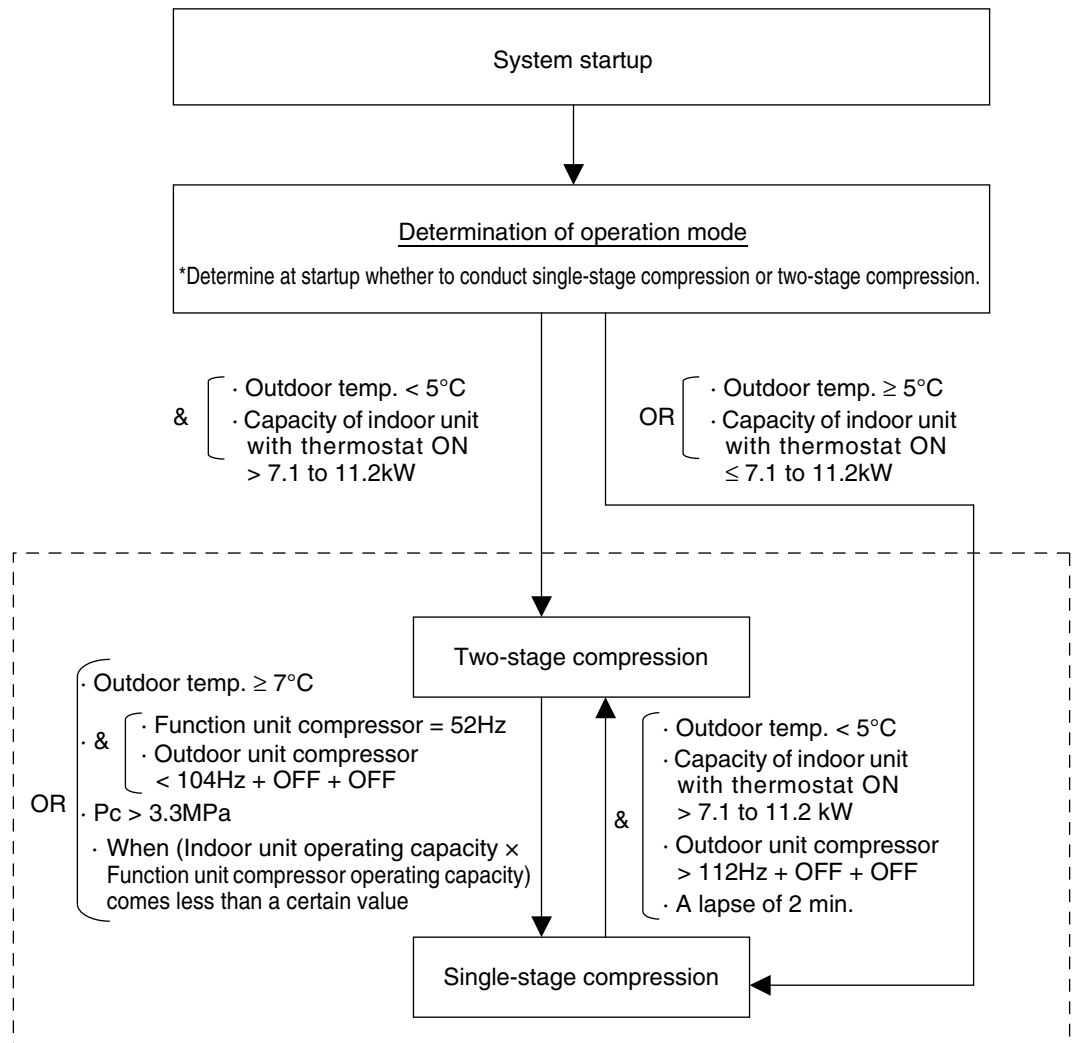 System startup
Determination of operation mode
*Determine at startup whether to conduct single-stage compression or two-stage compression.
&
· Outdoor temp. < 5°C
· Capacity of indoor unit
with thermostat ON
> 7.1 to 11.2kW
OR
· Outdoor temp. ≥ 5°C
· Capacity of indoor unit
with thermostat ON
≤ 7.1 to 11.2kW
Two-stage compression
OR
· Outdoor temp. ≥ 7°C
· &
· Function unit compressor = 52Hz
· Outdoor unit compressor
< 104Hz + OFF + OFF
· Pc > 3.3MPa
· When (Indoor unit operating capacity ×
Function unit compressor operating capacity)
comes less than a certain value
&
· Outdoor temp. < 5°C
· Capacity of indoor unit
with thermostat ON
> 7.1 to 11.2 kW
· Outdoor unit compressor
> 112Hz + OFF + OFF
· A lapse of 2 min.
Single-stage compression